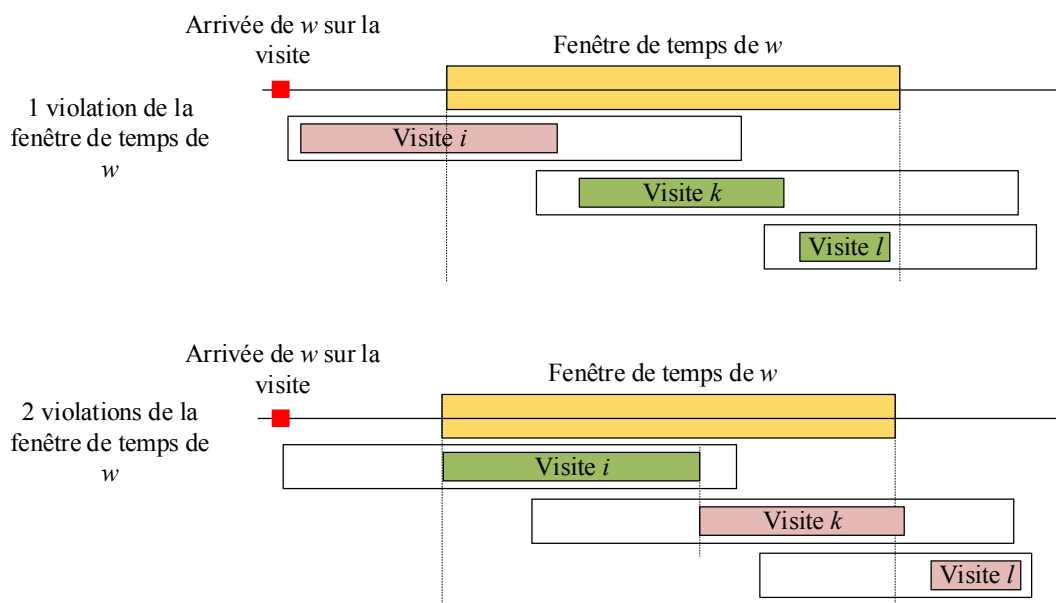 Arrivée de w sur la
visite
Fenêtre de temps de w
1 violation de la
fenêtre de temps de
w
Visite i
Visite k
Visite l
Arrivée de w sur la
visite
Fenêtre de temps de w
2 violations de la
fenêtre de temps de
w
Visite i
Visite k
Visite l